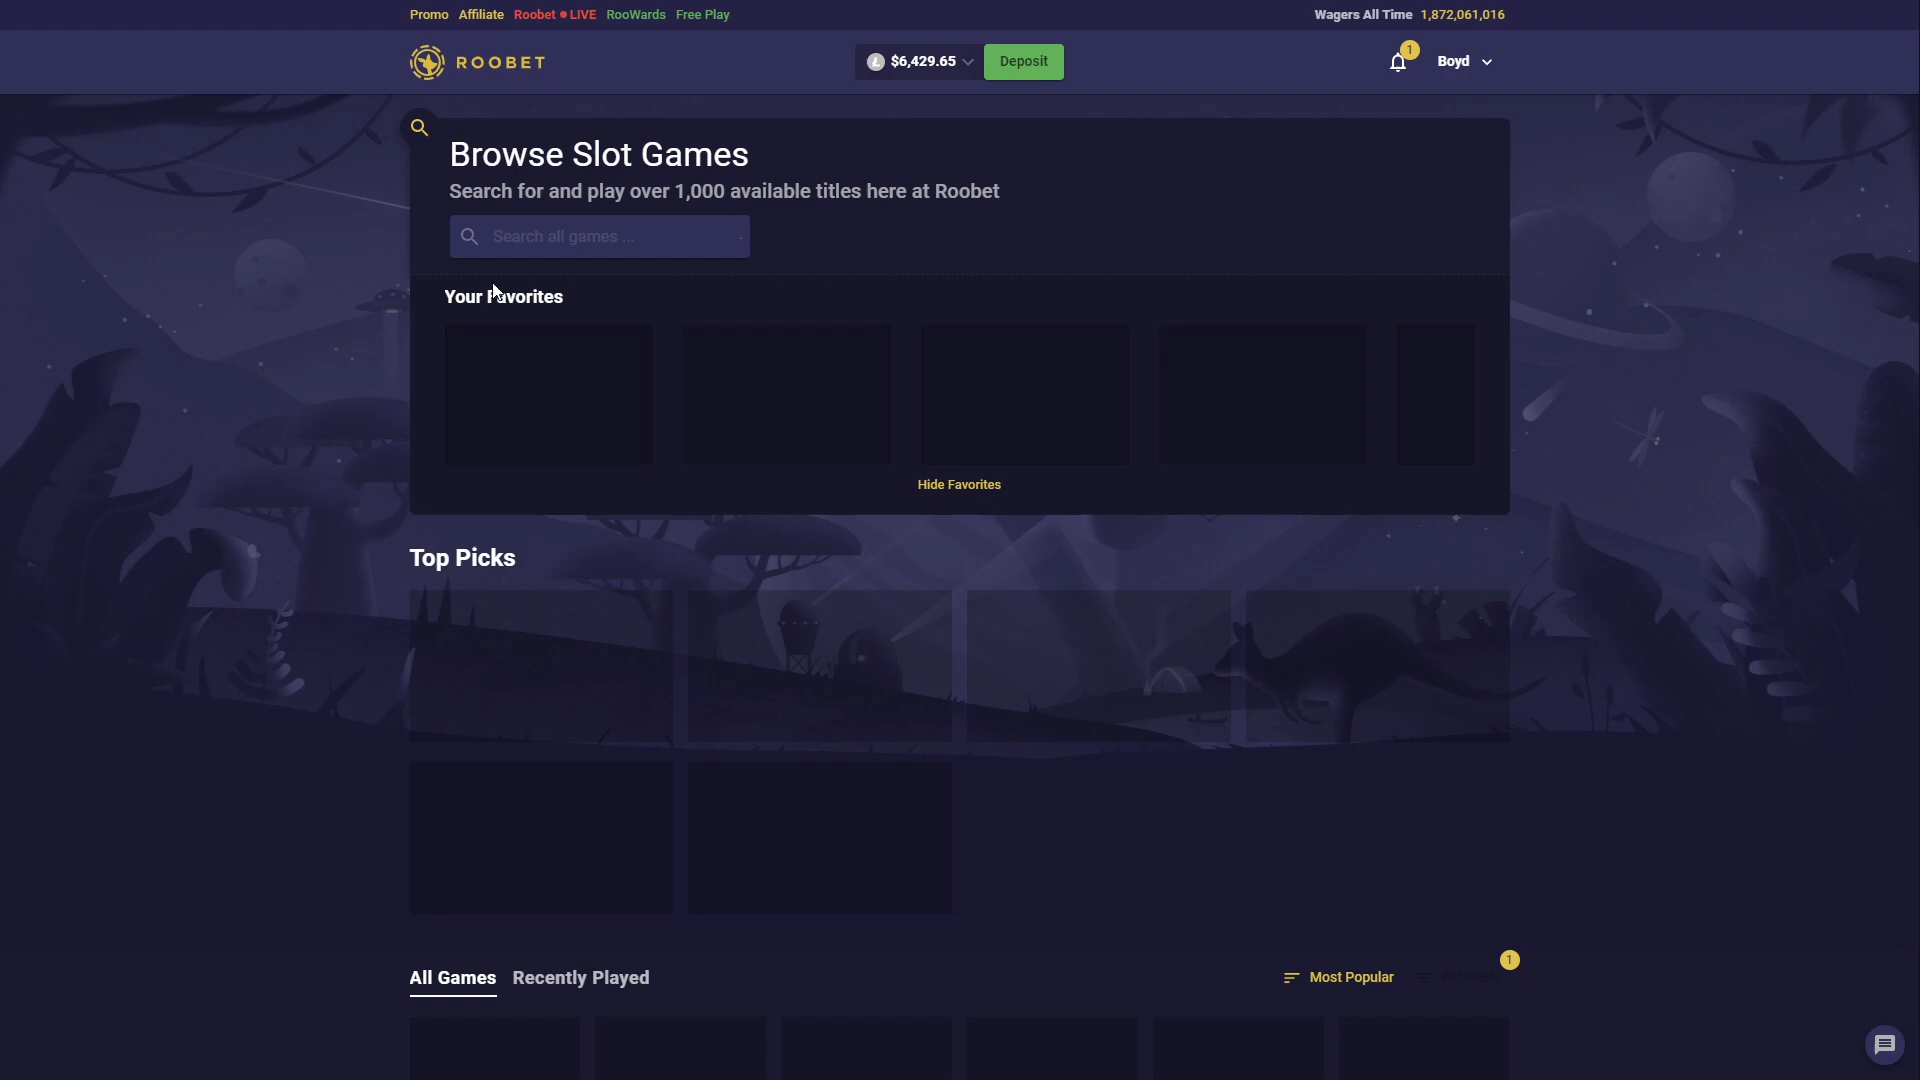 Promo Affiliate Roobet LIVE RooWards Free Play Wagers All Time 1,872,061,016
ROOBET $6,429.65 Deposit 1 Boyd
Browse Slot Games
Search for and play over 1,000 available titles here at Roobet
Search all games ...
Your Favorites
Hide Favorites
Top Picks
1
All Games Recently Played Most Popular Providers